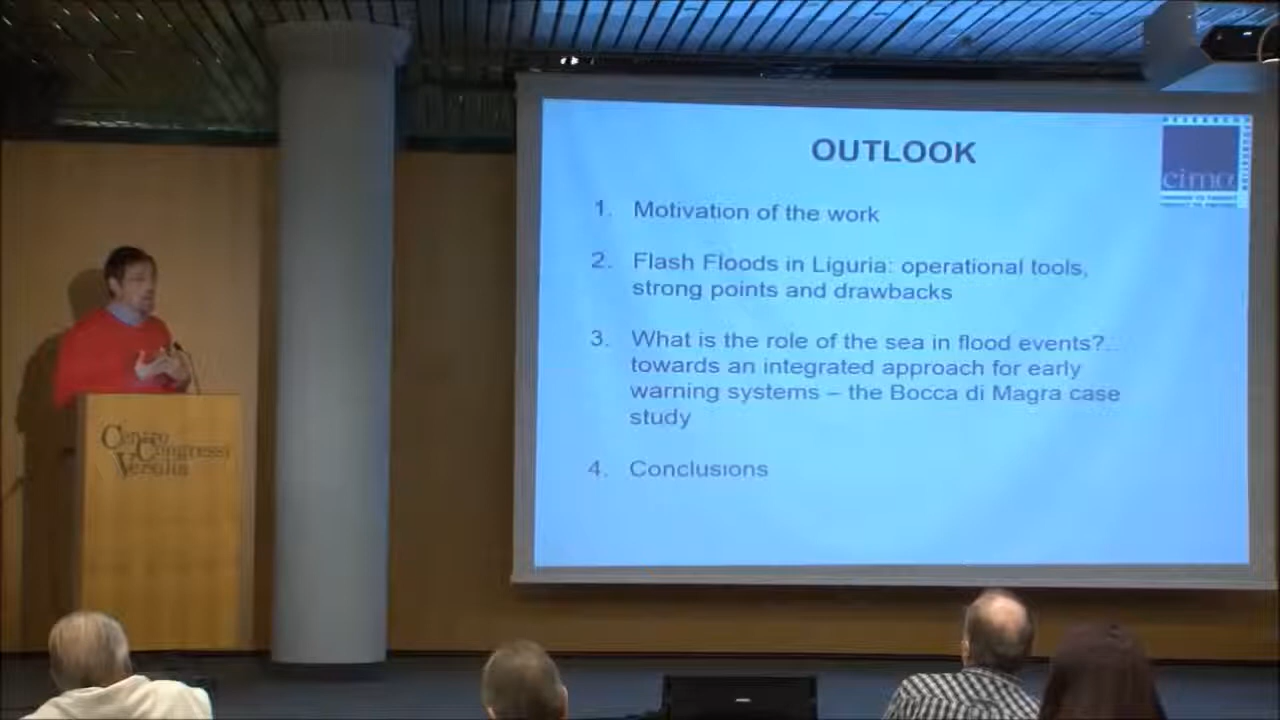 OUTLOOK
1. Motivation of the work
2. Flash Floods in Liguria: operational tools,
strong points and drawbacks
3. What is the role of the sea in flood events?..
towards an integrated approach for early
warning systems – the Bocca di Magra case
study
4. Conclusions
cima
RESEARCH
FOUNDATION
Centro
Congressi
Versilia